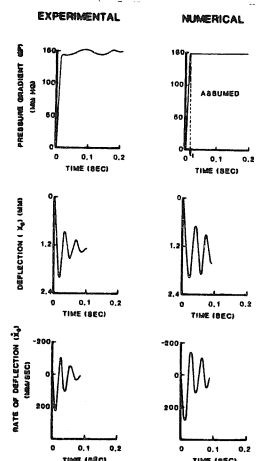 EXPERIMENTAL
NUMERICAL
PRESSURE GRADIENT (ΔP)
(MM HG)
150
100
50
0
0
0.1
0.2
TIME (SEC)
150
100
50
0
ASSUMED
0
0.1
0.2
TIME (SEC)
DEFLECTION (X₀) (MM)
0
1.2
2.4
0
0.1
0.2
TIME (SEC)
0
1.2
2.4
0
0.1
0.2
TIME (SEC)
RATE OF DEFLECTION (Ẋ₀)
(MM/SEC)
-200
0
200
0
0.1
0.2
TIME (SEC)
-200
0
200
0
0.1
0.2
TIME (SEC)